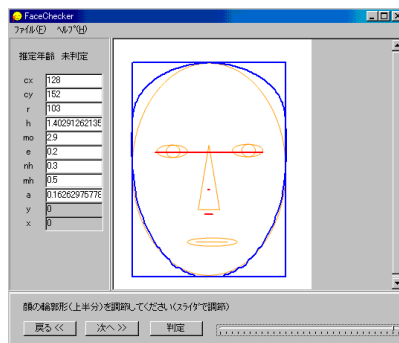 FaceChecker
ファイル(F) ヘルプ(H)
推定年齢 未判定
cx 128
cy 152
r 103
h 1.40291262135
mo 2.9
e 0.2
nh 0.3
mh 0.5
a 0.16262975778
y 0
x 0
顔の輪郭形(上半分)を調節してください(スライダで調節)
戻る << 次へ >> 判定